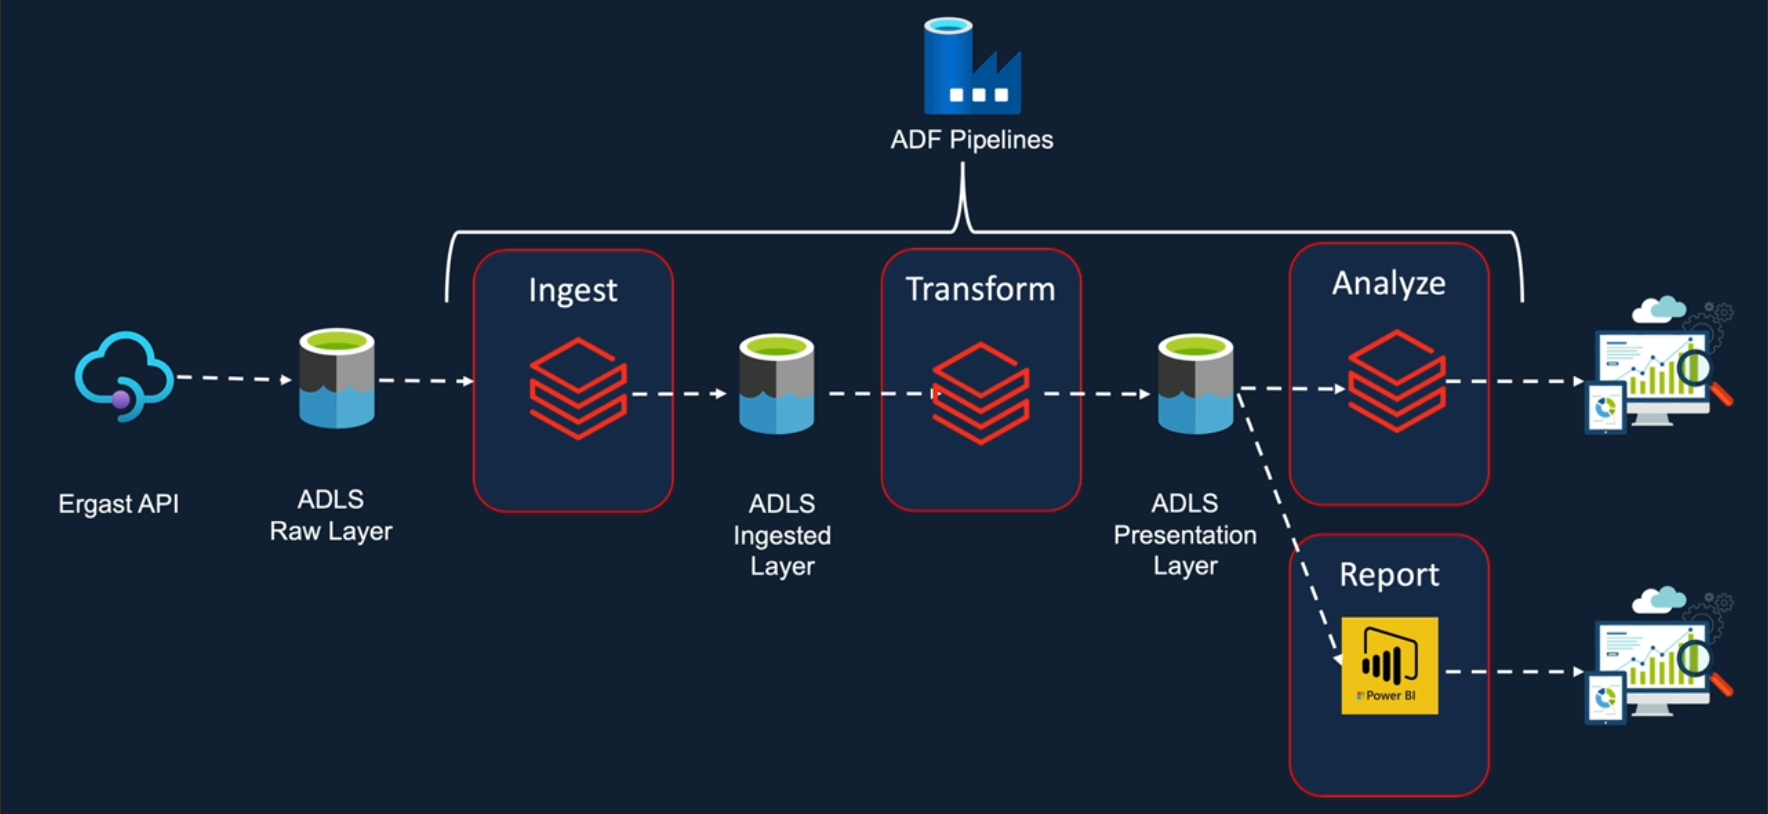 ADF Pipelines
Ingest
Transform
Analyze
Ergast API
ADLS
Raw Layer
ADLS
Ingested
Layer
ADLS
Presentation
Layer
Report
Power BI